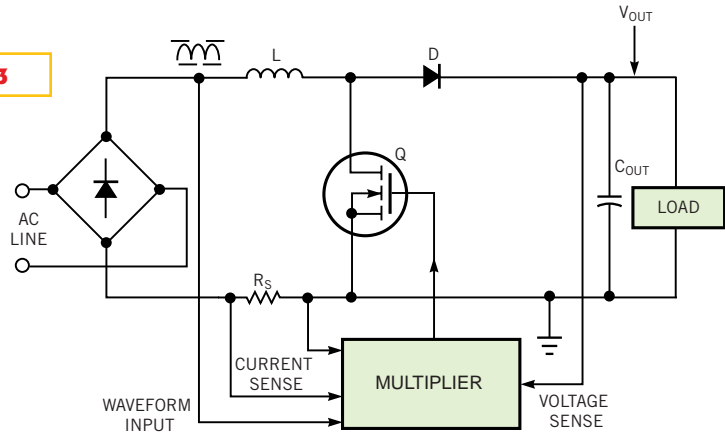 V_OUT
L
D
3
Q
C_OUT
LOAD
AC
LINE
R_S
CURRENT
SENSE
MULTIPLIER
WAVEFORM
INPUT
VOLTAGE
SENSE